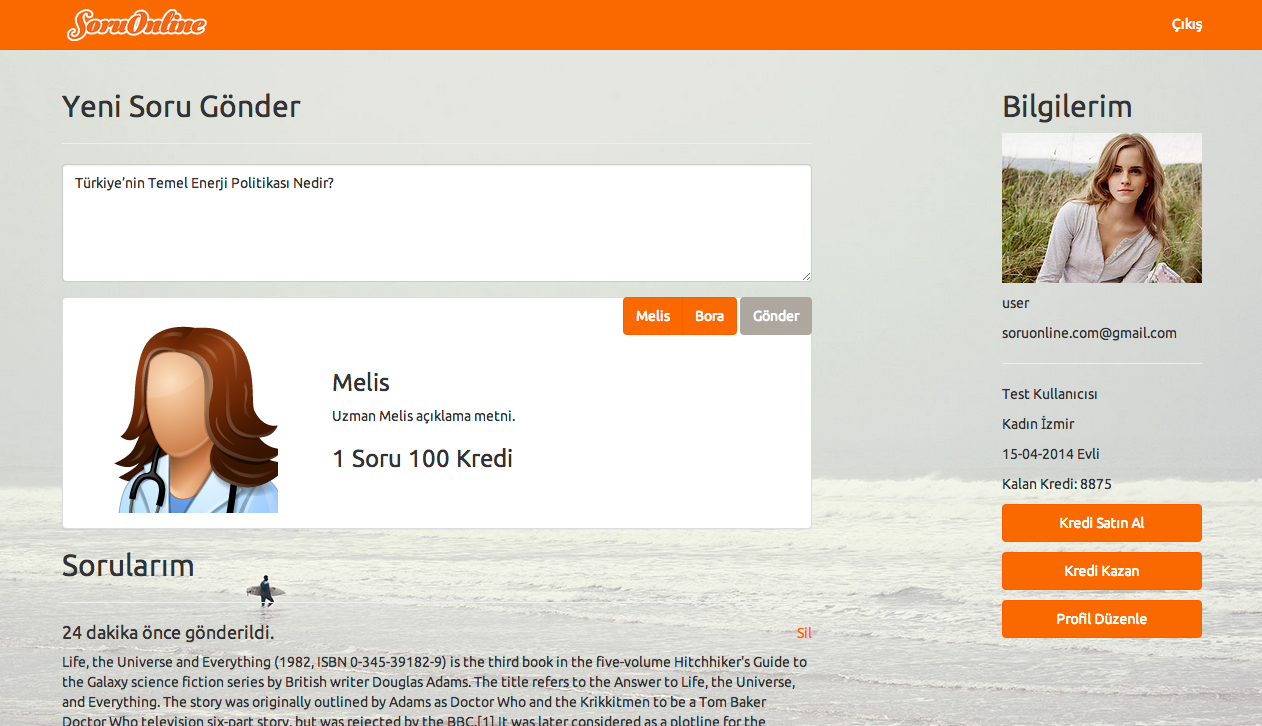 SoruOnline
Çıkış
Yeni Soru Gönder
Türkiye’nin Temel Enerji Politikası Nedir?
Melis
Bora
Gönder
Melis
Uzman Melis açıklama metni.
1 Soru 100 Kredi
Sorularım
24 dakika önce gönderildi.
Sil
Life, the Universe and Everything (1982, ISBN 0-345-39182-9) is the third book in the five-volume Hitchhiker's Guide to
the Galaxy science fiction series by British writer Douglas Adams. The title refers to the Answer to Life, the Universe,
and Everything. The story was originally outlined by Adams as Doctor Who and the Krikkitmen to be a Tom Baker
Doctor Who television six-part story, but was rejected by the BBC.[1] It was later considered as a plotline for the
Bilgilerim
user
soruonline.com@gmail.com
Test Kullanıcısı
Kadın İzmir
15-04-2014 Evli
Kalan Kredi: 8875
Kredi Satın Al
Kredi Kazan
Profil Düzenle